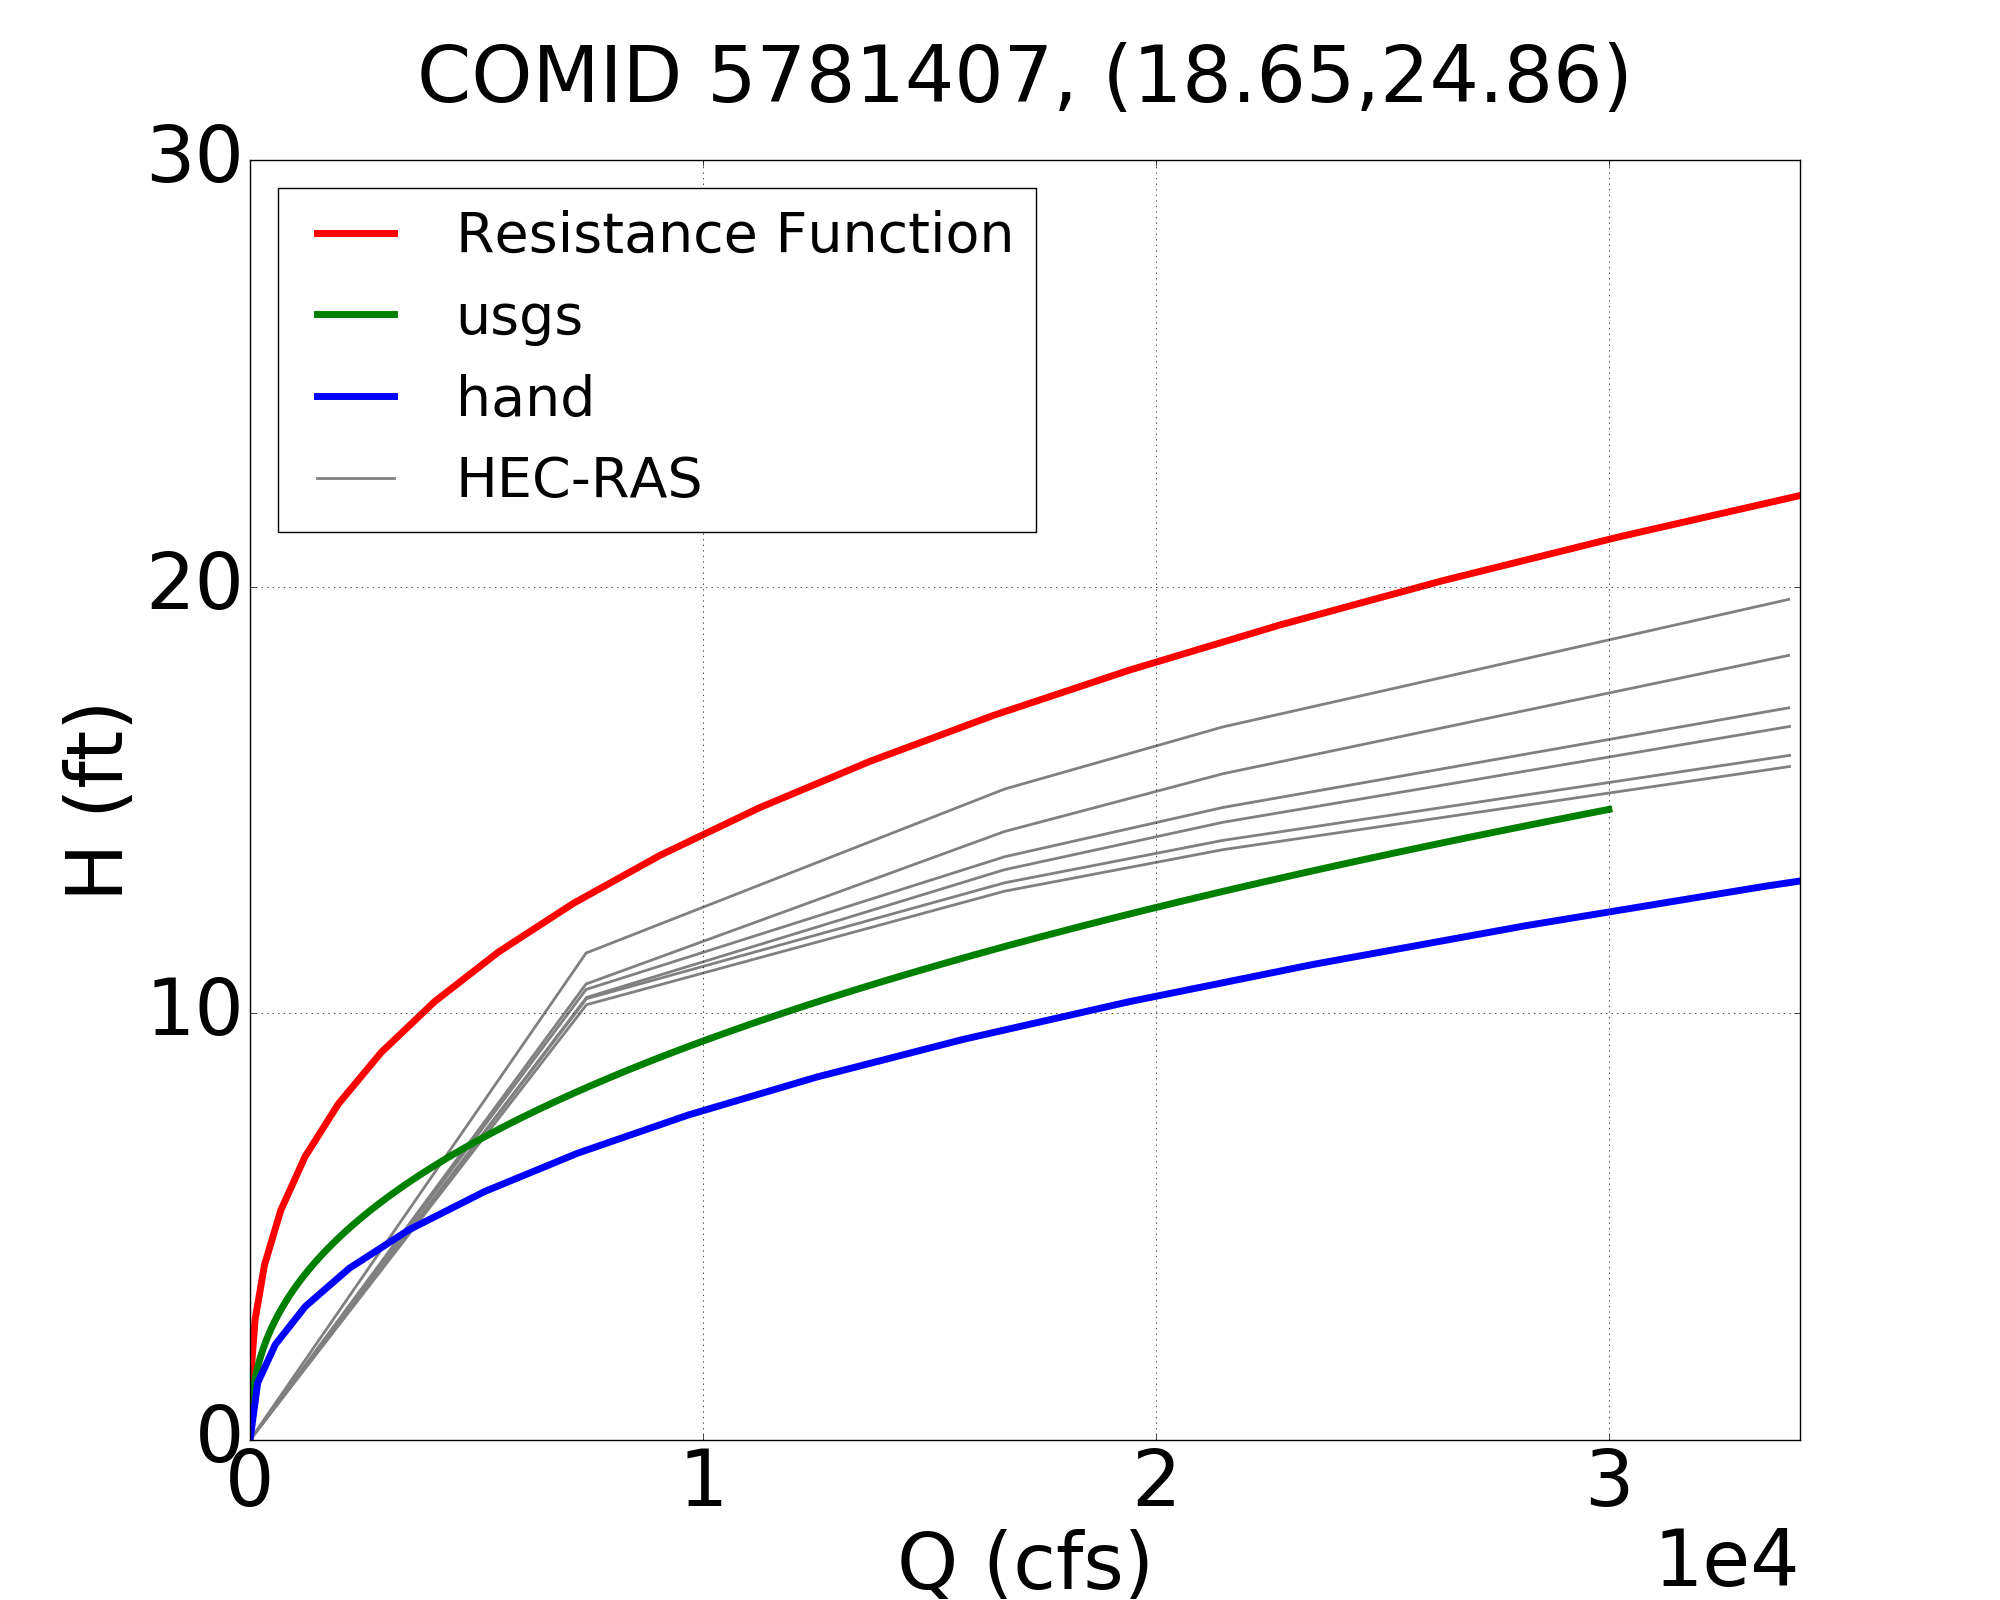 COMID 5781407, (18.65,24.86)
30
20
10
0
H (ft)
Resistance Function
usgs
hand
HEC-RAS
0 1 2 3
Q (cfs)
1e4